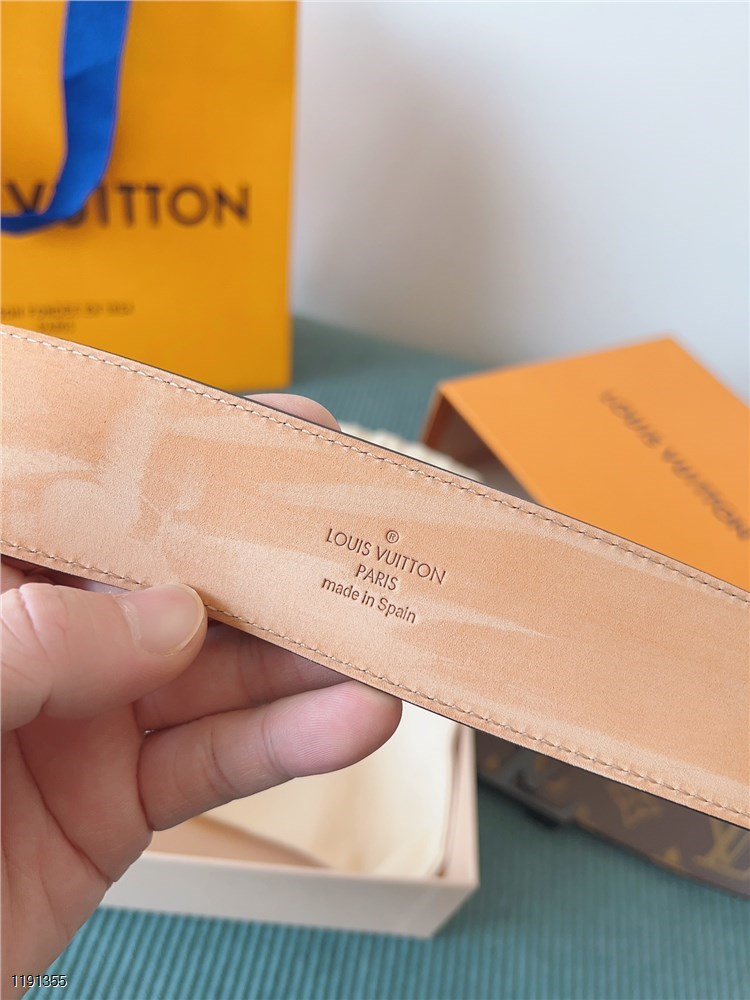 VUITTON
®
LOUIS VUITTON
PARIS
made in Spain
LOUIS VUITTON
1191355